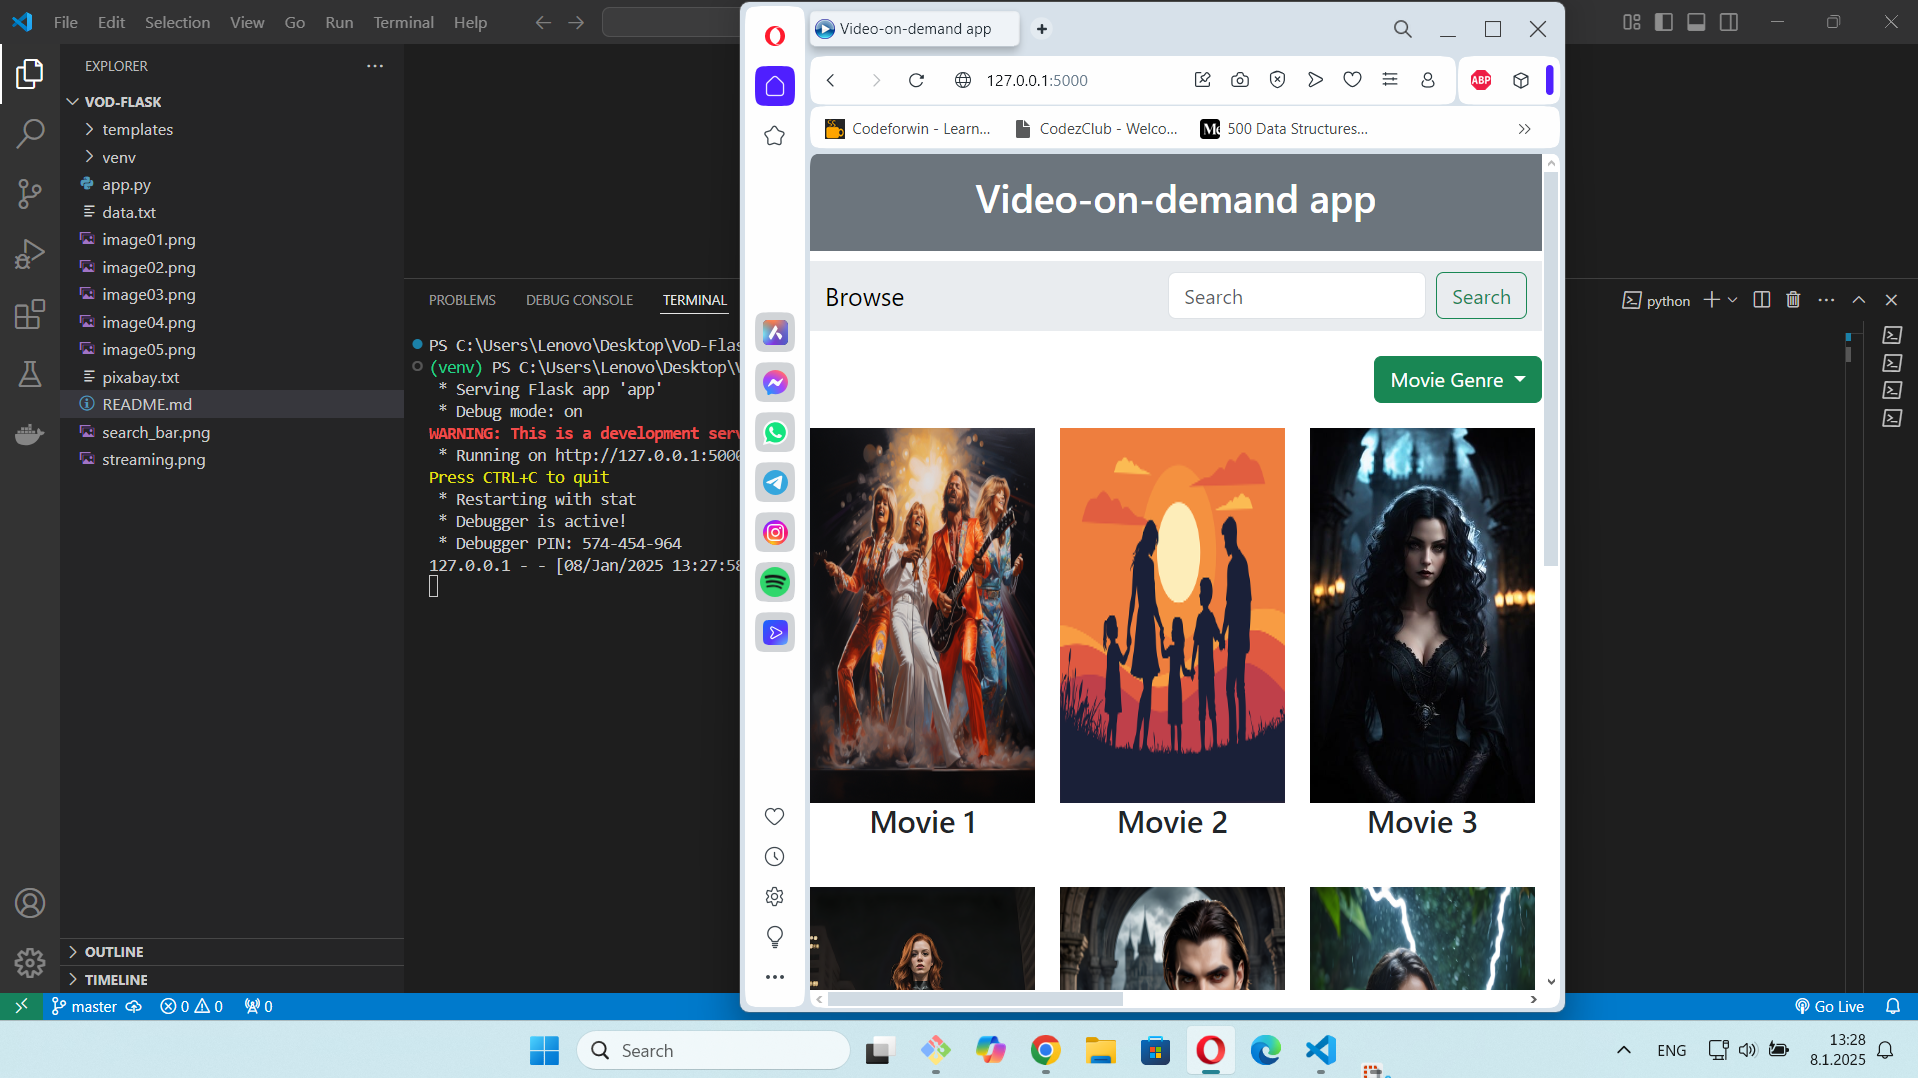 File Edit Selection View Go Run Terminal Help
EXPLORER
VOD-FLASK
templates
venv
app.py
data.txt
image01.png
image02.png
image03.png
image04.png
image05.png
pixabay.txt
README.md
search_bar.png
streaming.png
OUTLINE
TIMELINE
PROBLEMS DEBUG CONSOLE TERMINAL
python
PS C:\Users\Lenovo\Desktop\VoD-Flas
(venv) PS C:\Users\Lenovo\Desktop\V
* Serving Flask app 'app'
* Debug mode: on
WARNING: This is a development serv
* Running on http://127.0.0.1:5000
Press CTRL+C to quit
* Restarting with stat
* Debugger is active!
* Debugger PIN: 574-454-964
127.0.0.1 - - [08/Jan/2025 13:27:58
Video-on-demand app
127.0.0.1:5000
ABP
Codeforwin - Learn... CodezClub - Welco... 500 Data Structures...
Video-on-demand app
Browse Search Search
Movie Genre
Movie 1 Movie 2 Movie 3
master 0 0 0 Go Live
Search
ENG 13:28
8.1.2025